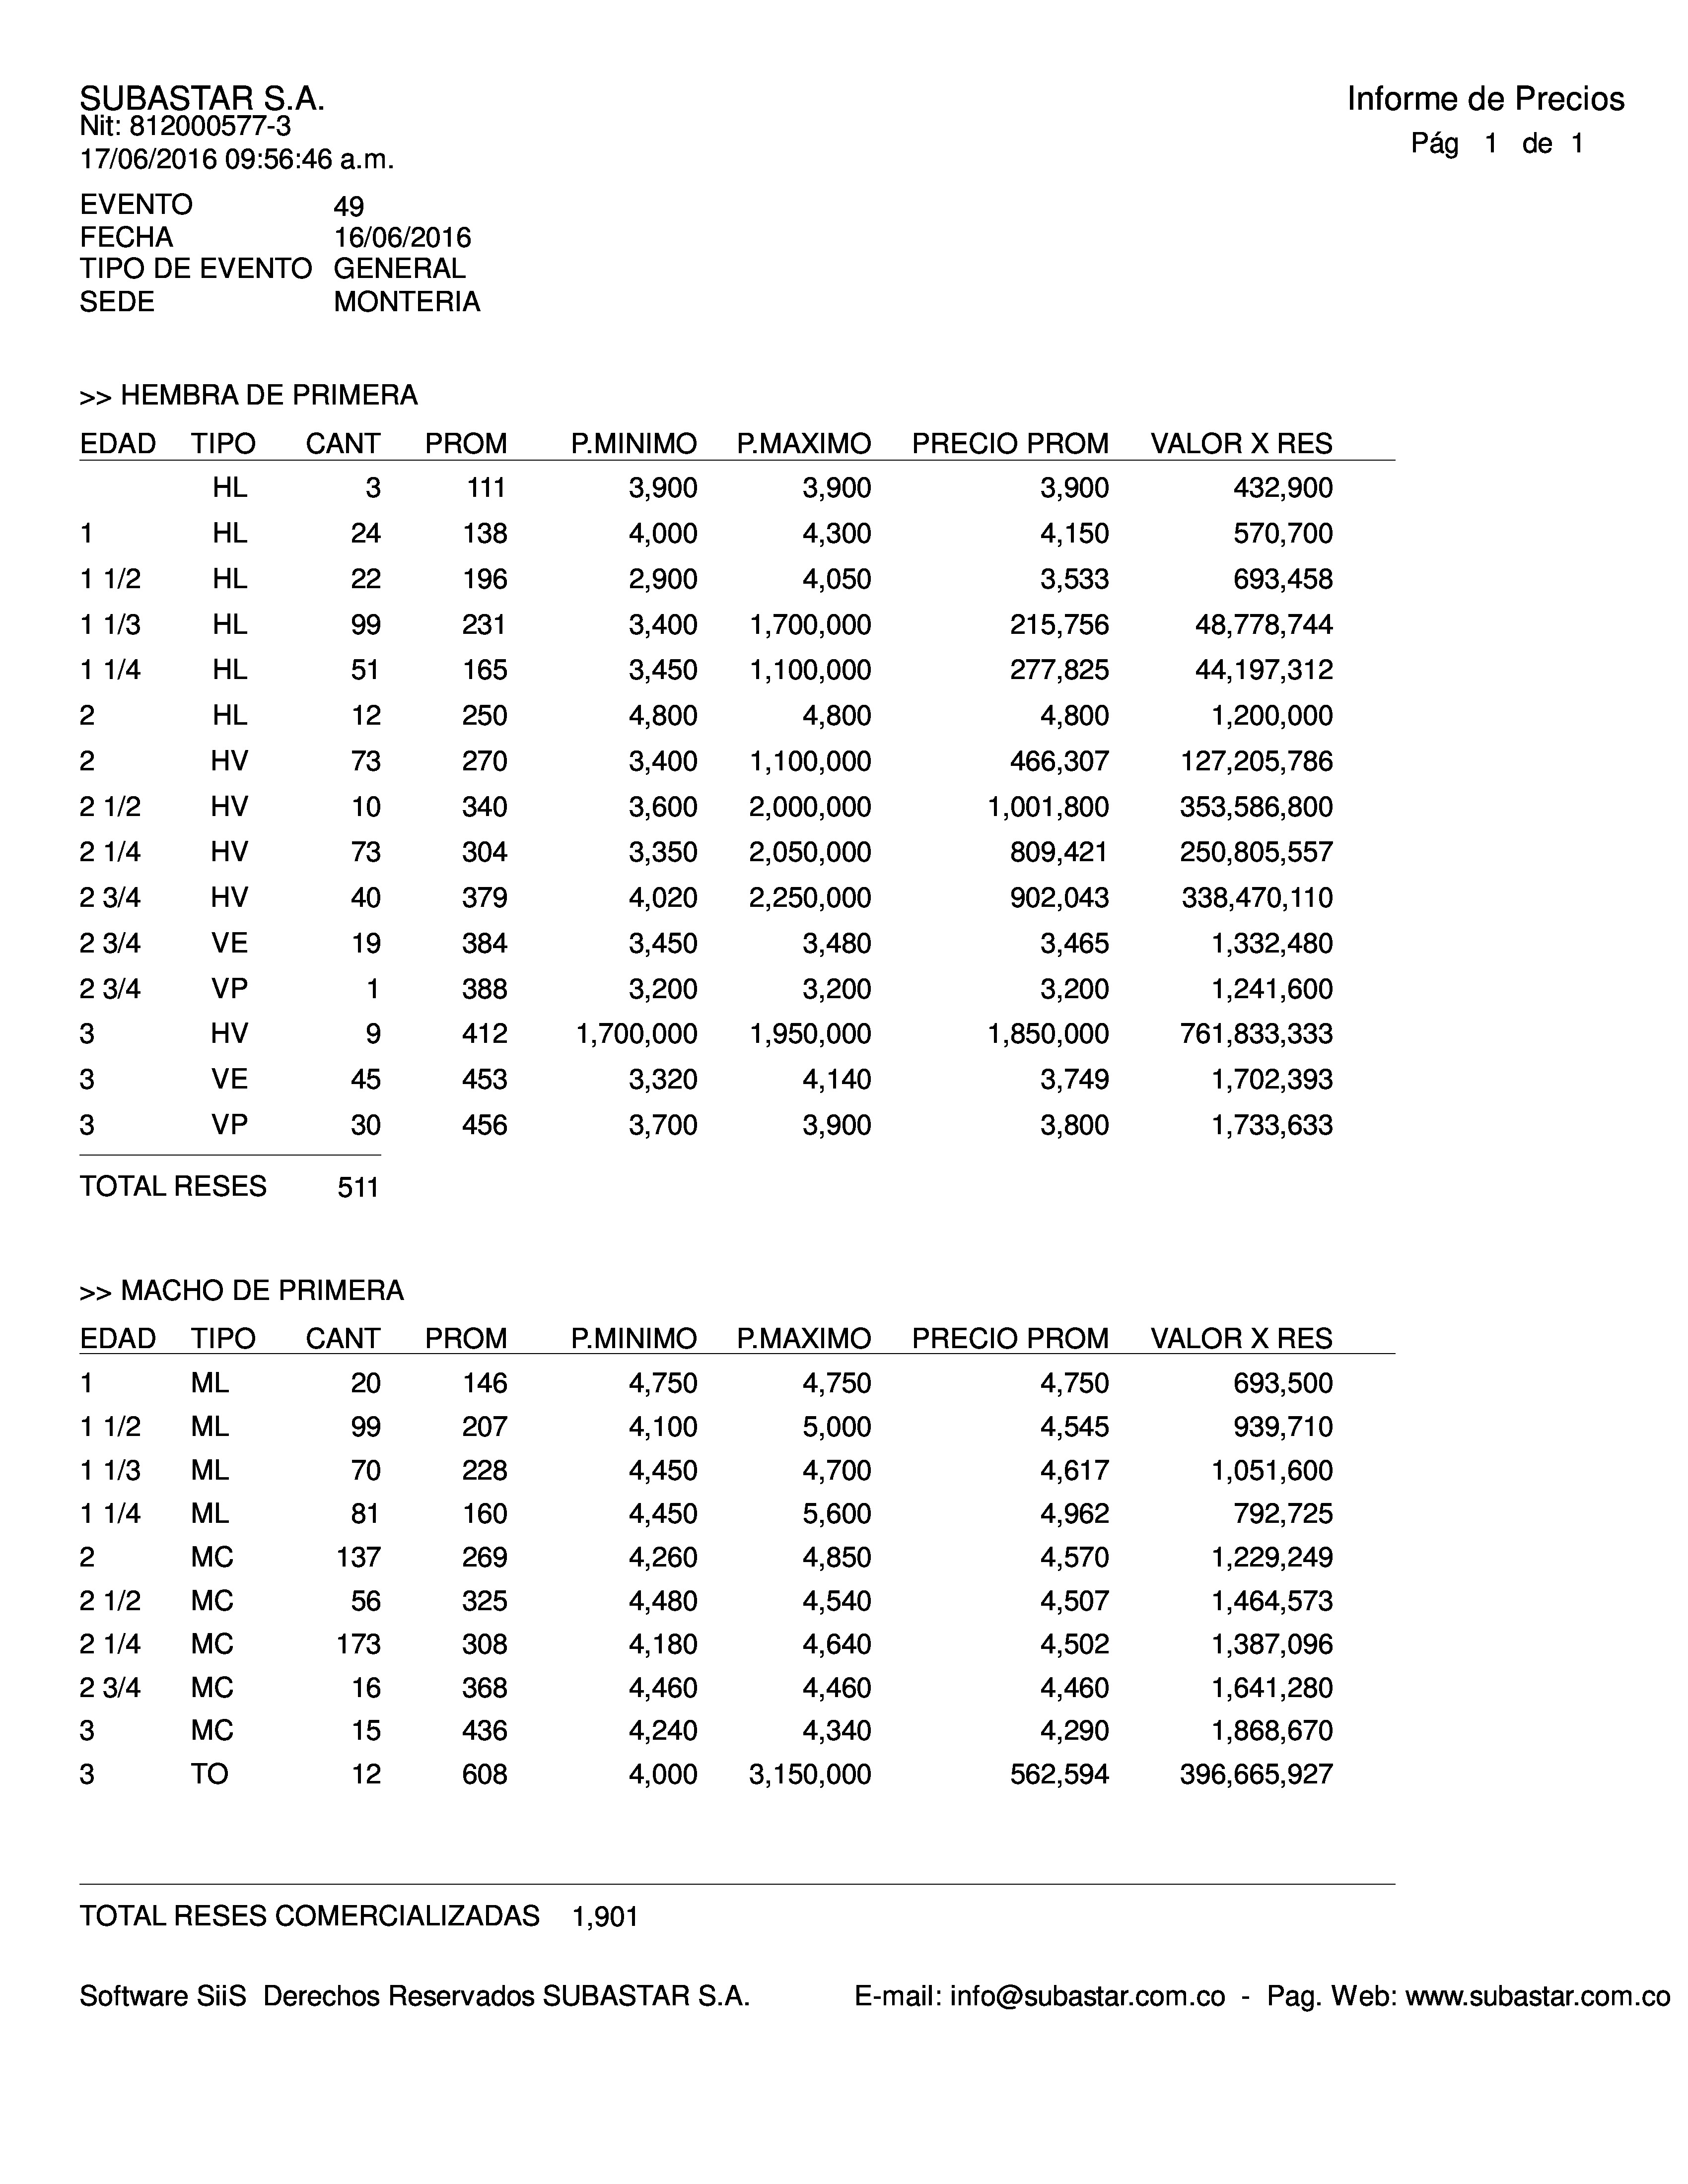 SUBASTAR S.A.
Nit: 812000577-3
17/06/2016 09:56:46 a.m.
Informe de Precios
Pág 1 de 1
EVENTO 49
FECHA 16/06/2016
TIPO DE EVENTO GENERAL
SEDE MONTERIA
>> HEMBRA DE PRIMERA
EDAD TIPO CANT PROM P.MINIMO P.MAXIMO PRECIO PROM VALOR X RES
HL 3 111 3,900 3,900 3,900 432,900
1 HL 24 138 4,000 4,300 4,150 570,700
1 1/2 HL 22 196 2,900 4,050 3,533 693,458
1 1/3 HL 99 231 3,400 1,700,000 215,756 48,778,744
1 1/4 HL 51 165 3,450 1,100,000 277,825 44,197,312
2 HL 12 250 4,800 4,800 4,800 1,200,000
2 HV 73 270 3,400 1,100,000 466,307 127,205,786
2 1/2 HV 10 340 3,600 2,000,000 1,001,800 353,586,800
2 1/4 HV 73 304 3,350 2,050,000 809,421 250,805,557
2 3/4 HV 40 379 4,020 2,250,000 902,043 338,470,110
2 3/4 VE 19 384 3,450 3,480 3,465 1,332,480
2 3/4 VP 1 388 3,200 3,200 3,200 1,241,600
3 HV 9 412 1,700,000 1,950,000 1,850,000 761,833,333
3 VE 45 453 3,320 4,140 3,749 1,702,393
3 VP 30 456 3,700 3,900 3,800 1,733,633
TOTAL RESES 511
>> MACHO DE PRIMERA
EDAD TIPO CANT PROM P.MINIMO P.MAXIMO PRECIO PROM VALOR X RES
1 ML 20 146 4,750 4,750 4,750 693,500
1 1/2 ML 99 207 4,100 5,000 4,545 939,710
1 1/3 ML 70 228 4,450 4,700 4,617 1,051,600
1 1/4 ML 81 160 4,450 5,600 4,962 792,725
2 MC 137 269 4,260 4,850 4,570 1,229,249
2 1/2 MC 56 325 4,480 4,540 4,507 1,464,573
2 1/4 MC 173 308 4,180 4,640 4,502 1,387,096
2 3/4 MC 16 368 4,460 4,460 4,460 1,641,280
3 MC 15 436 4,240 4,340 4,290 1,868,670
3 TO 12 608 4,000 3,150,000 562,594 396,665,927
TOTAL RESES COMERCIALIZADAS 1,901
Software SiiS Derechos Reservados SUBASTAR S.A. E-mail: info@subastar.com.co - Pag. Web: www.subastar.com.co